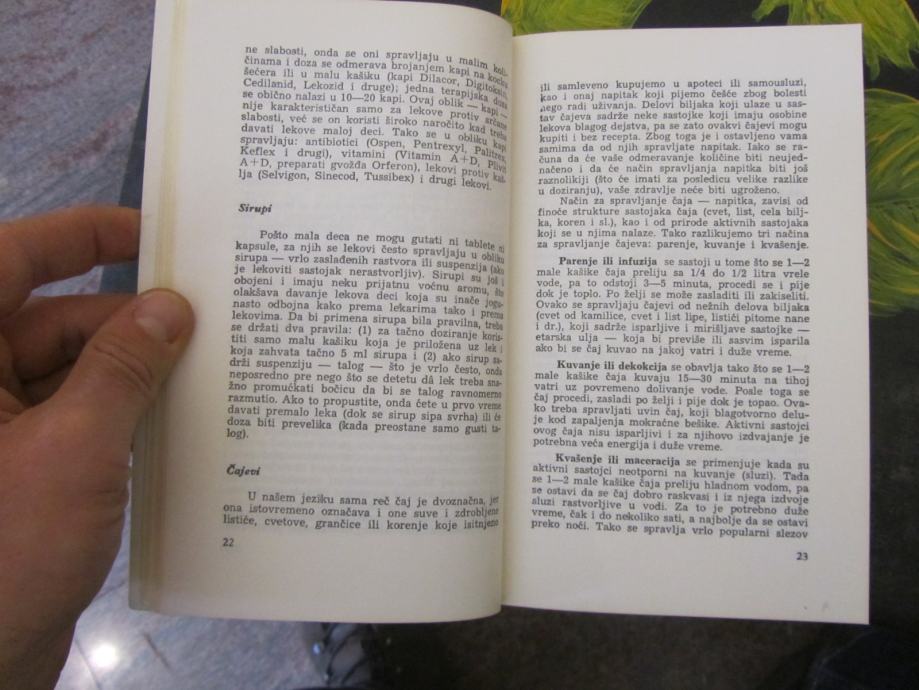 ne slabosti, onda se oni spravljaju u malim količinama
činama i doza se odmerava brojanjem kapi na kocku
šećera ili u malu kašiku (kapi Dilacor, Digitoksin,
Cedilanid, Lekozid i druge); jedna terapijska doza
se obično nalazi u 10—20 kapi. Ovaj oblik — kapi —
nije karakterističan samo za lekove protiv srčane
slabosti, već se on koristi široko naročito kad treba
davati lekove maloj deci. Tako se u obliku kapi
spravljaju: antibiotici (Ospen, Pentrexyl, Palitrex,
Keflex i drugi), vitamini (Vitamin A+D, Plivit
A+D, preparati gvožđa Orferon), lekovi protiv kaš-
lja (Selvigon, Sinecod, Tussibex) i drugi lekovi.
Sirupi
Pošto mala deca ne mogu gutati ni tablete ni
kapsule, za njih se lekovi često spravljaju u obliku
sirupa — vrlo zaslađenih rastvora ili suspenzija (ako
je lekoviti sastojak nerastvorljiv). Sirupi su još i
obojeni i imaju neku prijatnu voćnu aromu, što
olakšava davanje lekova deci koja su inače jogu-
nasto odbojna kako prema lekarima tako i prema
lekovima. Da bi primena sirupa bila pravilna, treba
se držati dva pravila: (1) za tačno doziranje koris-
titi samo malu kašiku koja je priložena uz lek i
koja zahvata tačno 5 ml sirupa i (2) ako sirup sa-
drži suspenziju — talog — što je vrlo često, onda
neposredno pre nego što se detetu dâ lek treba sna-
žno promućkati bočicu da bi se talog ravnomerno
razmutio. Ako to propustite, onda ćete u prvo vreme
davati premalo leka (dok se sirup sipa svrha) ili će
doza biti prevelika (kada preostane samo gusti ta-
log).
Čajevi
U našem jeziku sama reč čaj je dvoznačna, jer
ona istovremeno označava i one suve i zdrobljene
listiće, cvetove, grančice ili korenje koje isitnjeno
22
ili samleveno kupujemo u apoteci ili samousluzi,
kao i onaj napitak koji pijemo češće zbog bolesti
nego radi uživanja. Delovi biljaka koji ulaze u sas-
tav čajeva sadrže neke sastojke koji imaju osobine
lekova blagog dejstva, pa se zato ovakvi čajevi mogu
kupiti i bez recepta. Zbog toga je i ostavljeno vama
samima da od njih spravljate napitak. Iako se ra-
čuna da će vaše odmeravanje količine biti neujed-
načeno i da će način spravljanja napitka biti još
raznolikiji (što će imati za posledicu velike razlike
u doziranju), vaše zdravlje neće biti ugroženo.
Način za spravljanje čaja — napitka, zavisi od
finoće strukture sastojaka čaja (cvet, list, cela bilj-
ka, koren i sl.), kao i od prirode aktivnih sastojaka
koji se u njima nalaze. Tako razlikujemo tri načina
za spravljanje čajeva: parenje, kuvanje i kvašenje.
Parenje ili infuzija se sastoji u tome što se 1—2
male kašike čaja preliju sa 1/4 do 1/2 litra vrele
vode, pa to odstoji 3—5 minuta, procedi se i pije
dok je toplo. Po želji se može zasladiti ili zakiseliti.
Ovako se spravljaju čajevi od nežnih delova biljaka
(cvet od kamilice, cvet i list lipe, listići pitome nane
i dr.), koji sadrže isparljive i mirišljave sastojke —
etarska ulja — koja bi previše ili sasvim isparila
ako bi se čaj kuvao na jakoj vatri i duže vreme.
Kuvanje ili dekokcija se obavlja tako što se 1—2
male kašike čaja kuvaju 15—30 minuta na tihoj
vatri uz povremeno dolivanje vode. Posle toga se
čaj procedi, zasladi po želji i pije dok je topao. Ova-
ko treba spravljati uvin čaj, koji blagotvorno delu-
je kod zapaljenja mokraćne bešike. Aktivni sastojci
ovog čaja nisu isparljivi i za njihovo izdvajanje je
potrebna veća energija i duže vreme.
Kvašenje ili maceracija se primenjuje kada su
aktivni sastojci neotporni na kuvanje (sluzi). Tada
se 1—2 male kašike čaja preliju hladnom vodom, pa
se ostavi da se čaj dobro raskvasi i iz njega izdvoje
sluzi rastvorljive u vodi. Za to je potrebno duže
vreme, čak i do nekoliko sati, a najbolje da se ostavi
preko noći. Tako se spravlja vrlo popularni slezov
23